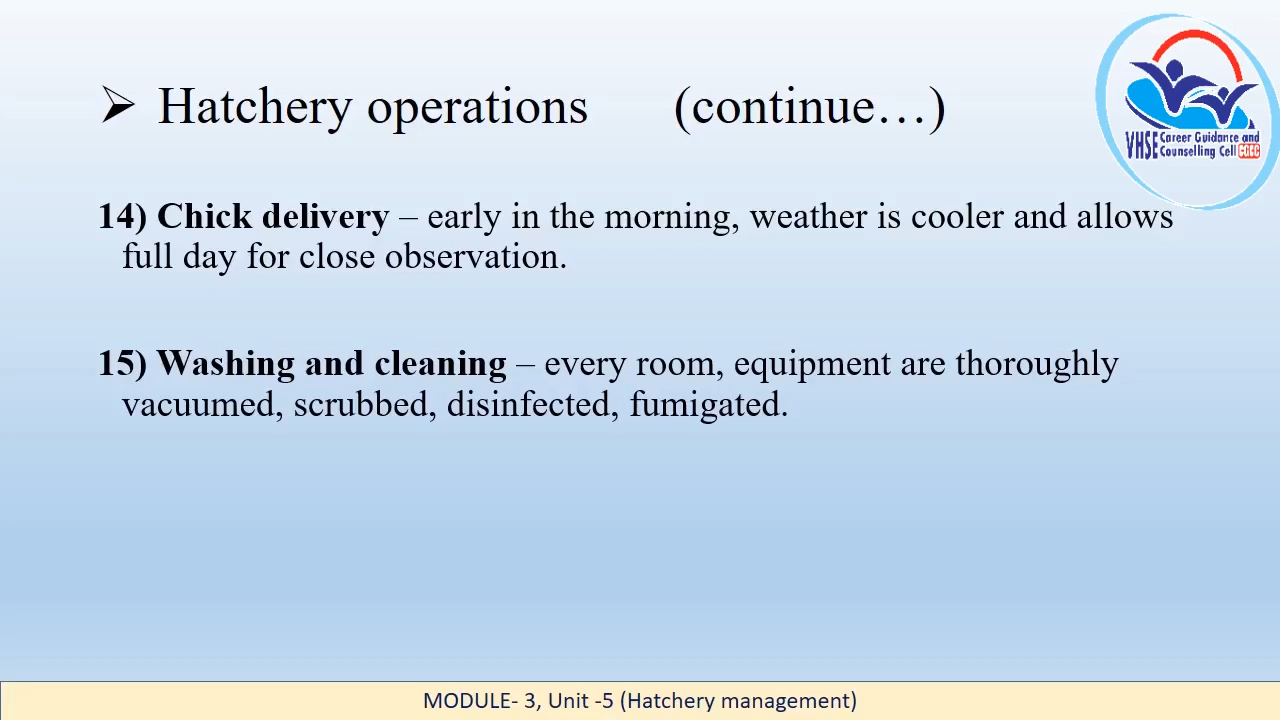 ➢ Hatchery operations (continue…)
VHSE Career Guidance and
Counselling Cell CGCC
14) Chick delivery – early in the morning, weather is cooler and allows
full day for close observation.
15) Washing and cleaning – every room, equipment are thoroughly
vacuumed, scrubbed, disinfected, fumigated.
MODULE- 3, Unit -5 (Hatchery management)